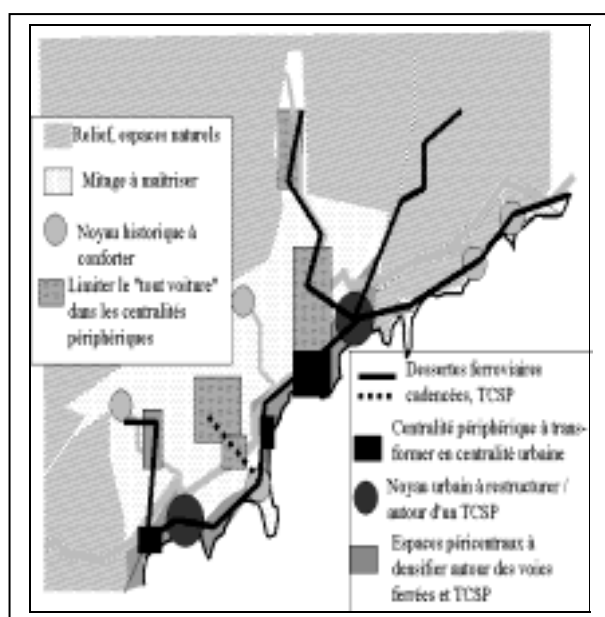 Relief, espaces naturels
Mitage à maîtriser
Noyau historique à
conforter
Limiter le "tout voiture"
dans les centralités
périphériques
Dessertes ferroviaires
cadencées, TCSP
Centralité périphérique à trans-
former en centralité urbaine
Noyau urbain à restructurer /
autour d'un TCSP
Espaces péricentraux à
densifier autour des voies
ferrées et TCSP